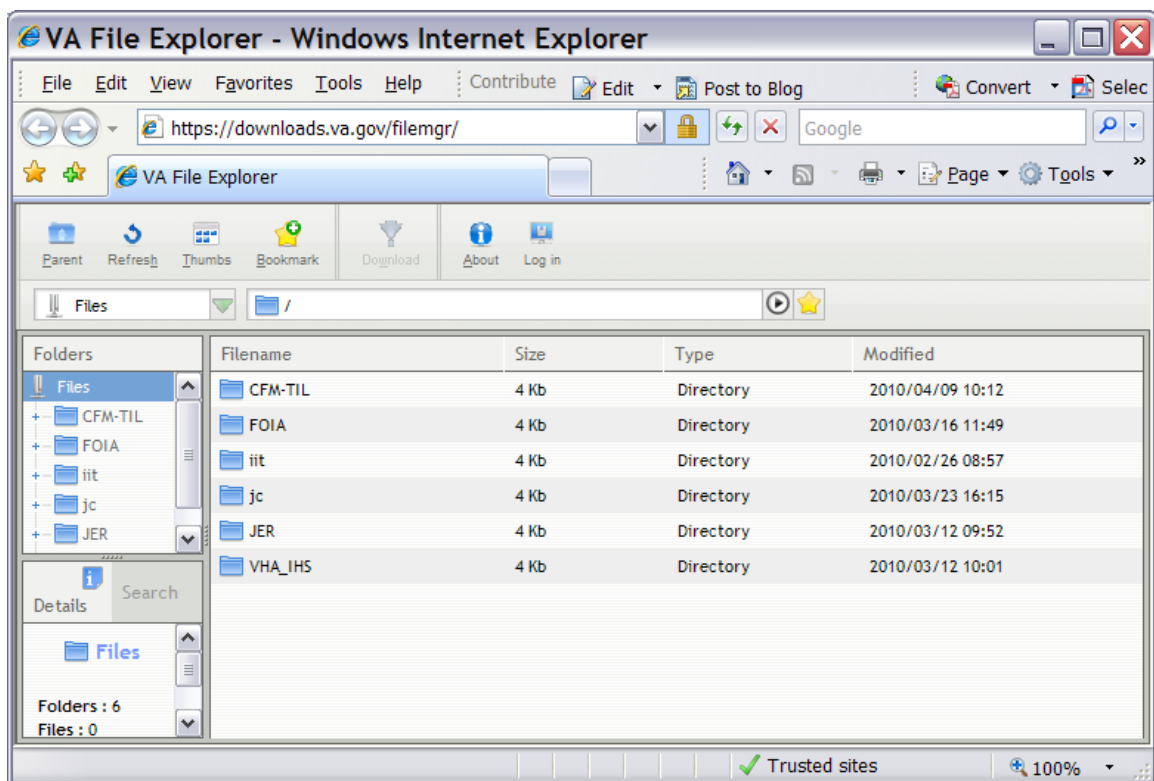 VA File Explorer - Windows Internet Explorer
File Edit View Favorites Tools Help Contribute Edit Post to Blog Convert Selec
https://downloads.va.gov/filemgr/ Google
VA File Explorer Page Tools »
Parent Refresh Thumbs Bookmark Download About Log in
Files /
Folders Filename Size Type Modified
Files CFM-TIL 4 Kb Directory 2010/04/09 10:12
CFM-TIL FOIA 4 Kb Directory 2010/03/16 11:49
FOIA iit 4 Kb Directory 2010/02/26 08:57
iit jc 4 Kb Directory 2010/03/23 16:15
jc JER 4 Kb Directory 2010/03/12 09:52
JER VHA_IHS 4 Kb Directory 2010/03/12 10:01
Details Search
Files
Folders : 6
Files : 0
Trusted sites 100%